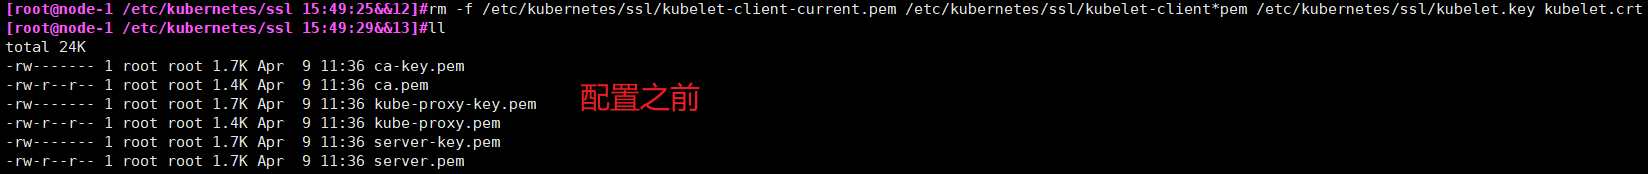 [root@node-1 /etc/kubernetes/ssl 15:49:25&&12]#rm -f /etc/kubernetes/ssl/kubelet-client-current.pem /etc/kubernetes/ssl/kubelet-client*pem /etc/kubernetes/ssl/kubelet.key kubelet.crt
[root@node-1 /etc/kubernetes/ssl 15:49:29&&13]#ll
total 24K
-rw------- 1 root root 1.7K Apr  9 11:36 ca-key.pem
-rw-r--r-- 1 root root 1.4K Apr  9 11:36 ca.pem
-rw------- 1 root root 1.7K Apr  9 11:36 kube-proxy-key.pem
配置之前
-rw-r--r-- 1 root root 1.4K Apr  9 11:36 kube-proxy.pem
-rw------- 1 root root 1.7K Apr  9 11:36 server-key.pem
-rw-r--r-- 1 root root 1.7K Apr  9 11:36 server.pem